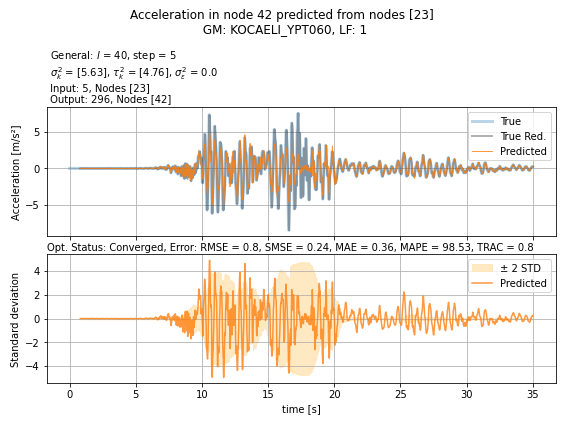 Acceleration in node 42 predicted from nodes [23]
GM: KOCAELI_YPT060, LF: 1
General: l = 40, step = 5
σ²ₖ = [5.63], τ²ₖ = [4.76], σ²ε = 0.0
Input: 5, Nodes [23]
Output: 296, Nodes [42]
Acceleration [m/s²]
5
0
−5
True
True Red.
Predicted
Opt. Status: Converged, Error: RMSE = 0.8, SMSE = 0.24, MAE = 0.36, MAPE = 98.53, TRAC = 0.8
Standard deviation
4
2
0
−2
−4
± 2 STD
Predicted
0 5 10 15 20 25 30 35
time [s]